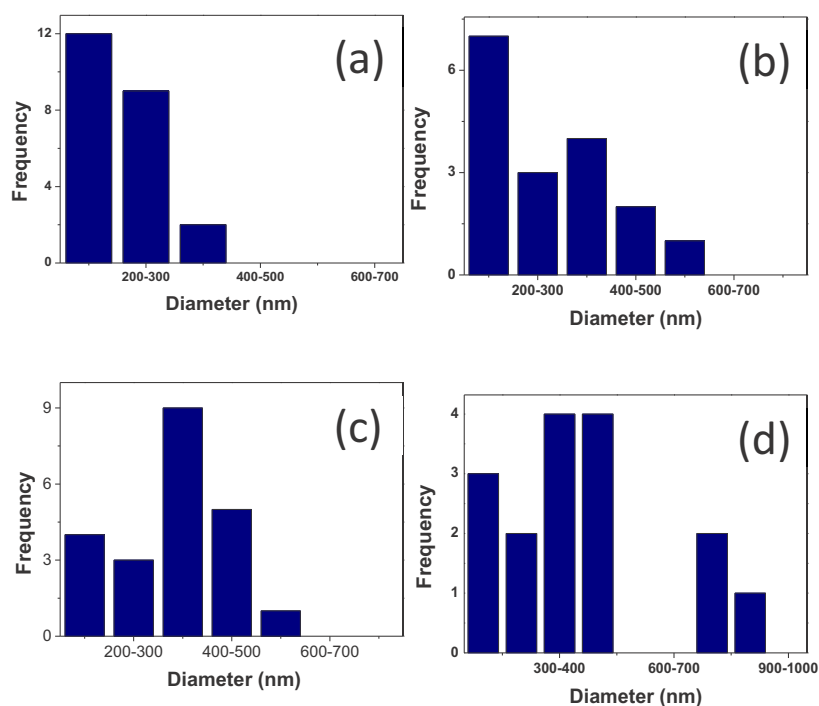 (a)
12
8
4
0
Frequency
200-300 400-500 600-700
Diameter (nm)
(b)
6
3
0
Frequency
200-300 400-500 600-700
Diameter (nm)
(c)
9
6
3
0
Frequency
200-300 400-500 600-700
Diameter (nm)
(d)
4
3
2
1
0
Frequency
300-400 600-700 900-1000
Diameter (nm)